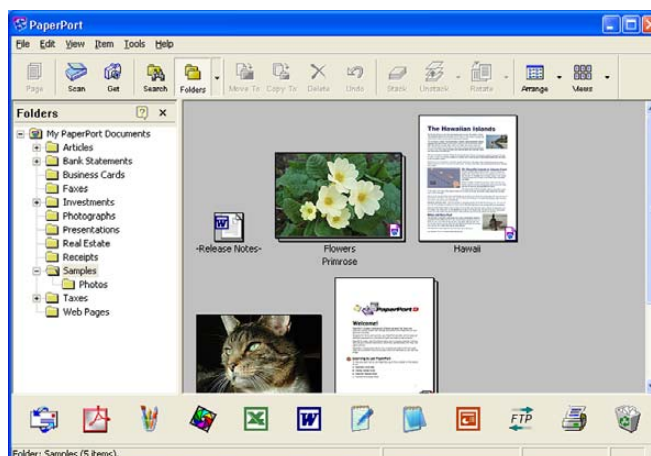 PaperPort
File Edit View Item Tools Help
Page Scan Get Search Folders Move To Copy To Delete Undo Stack Unstack Rotate Arrange Views
Folders
My PaperPort Documents
Articles
Bank Statements
Business Cards
Faxes
Investments
Photographs
Presentations
Real Estate
Receipts
Samples
Photos
Taxes
Web Pages
The Hawaiian Islands
-Release Notes-
Flowers
Primrose
Hawaii
PaperPort
Welcome!
FTP
Folder: Samples (5 items).